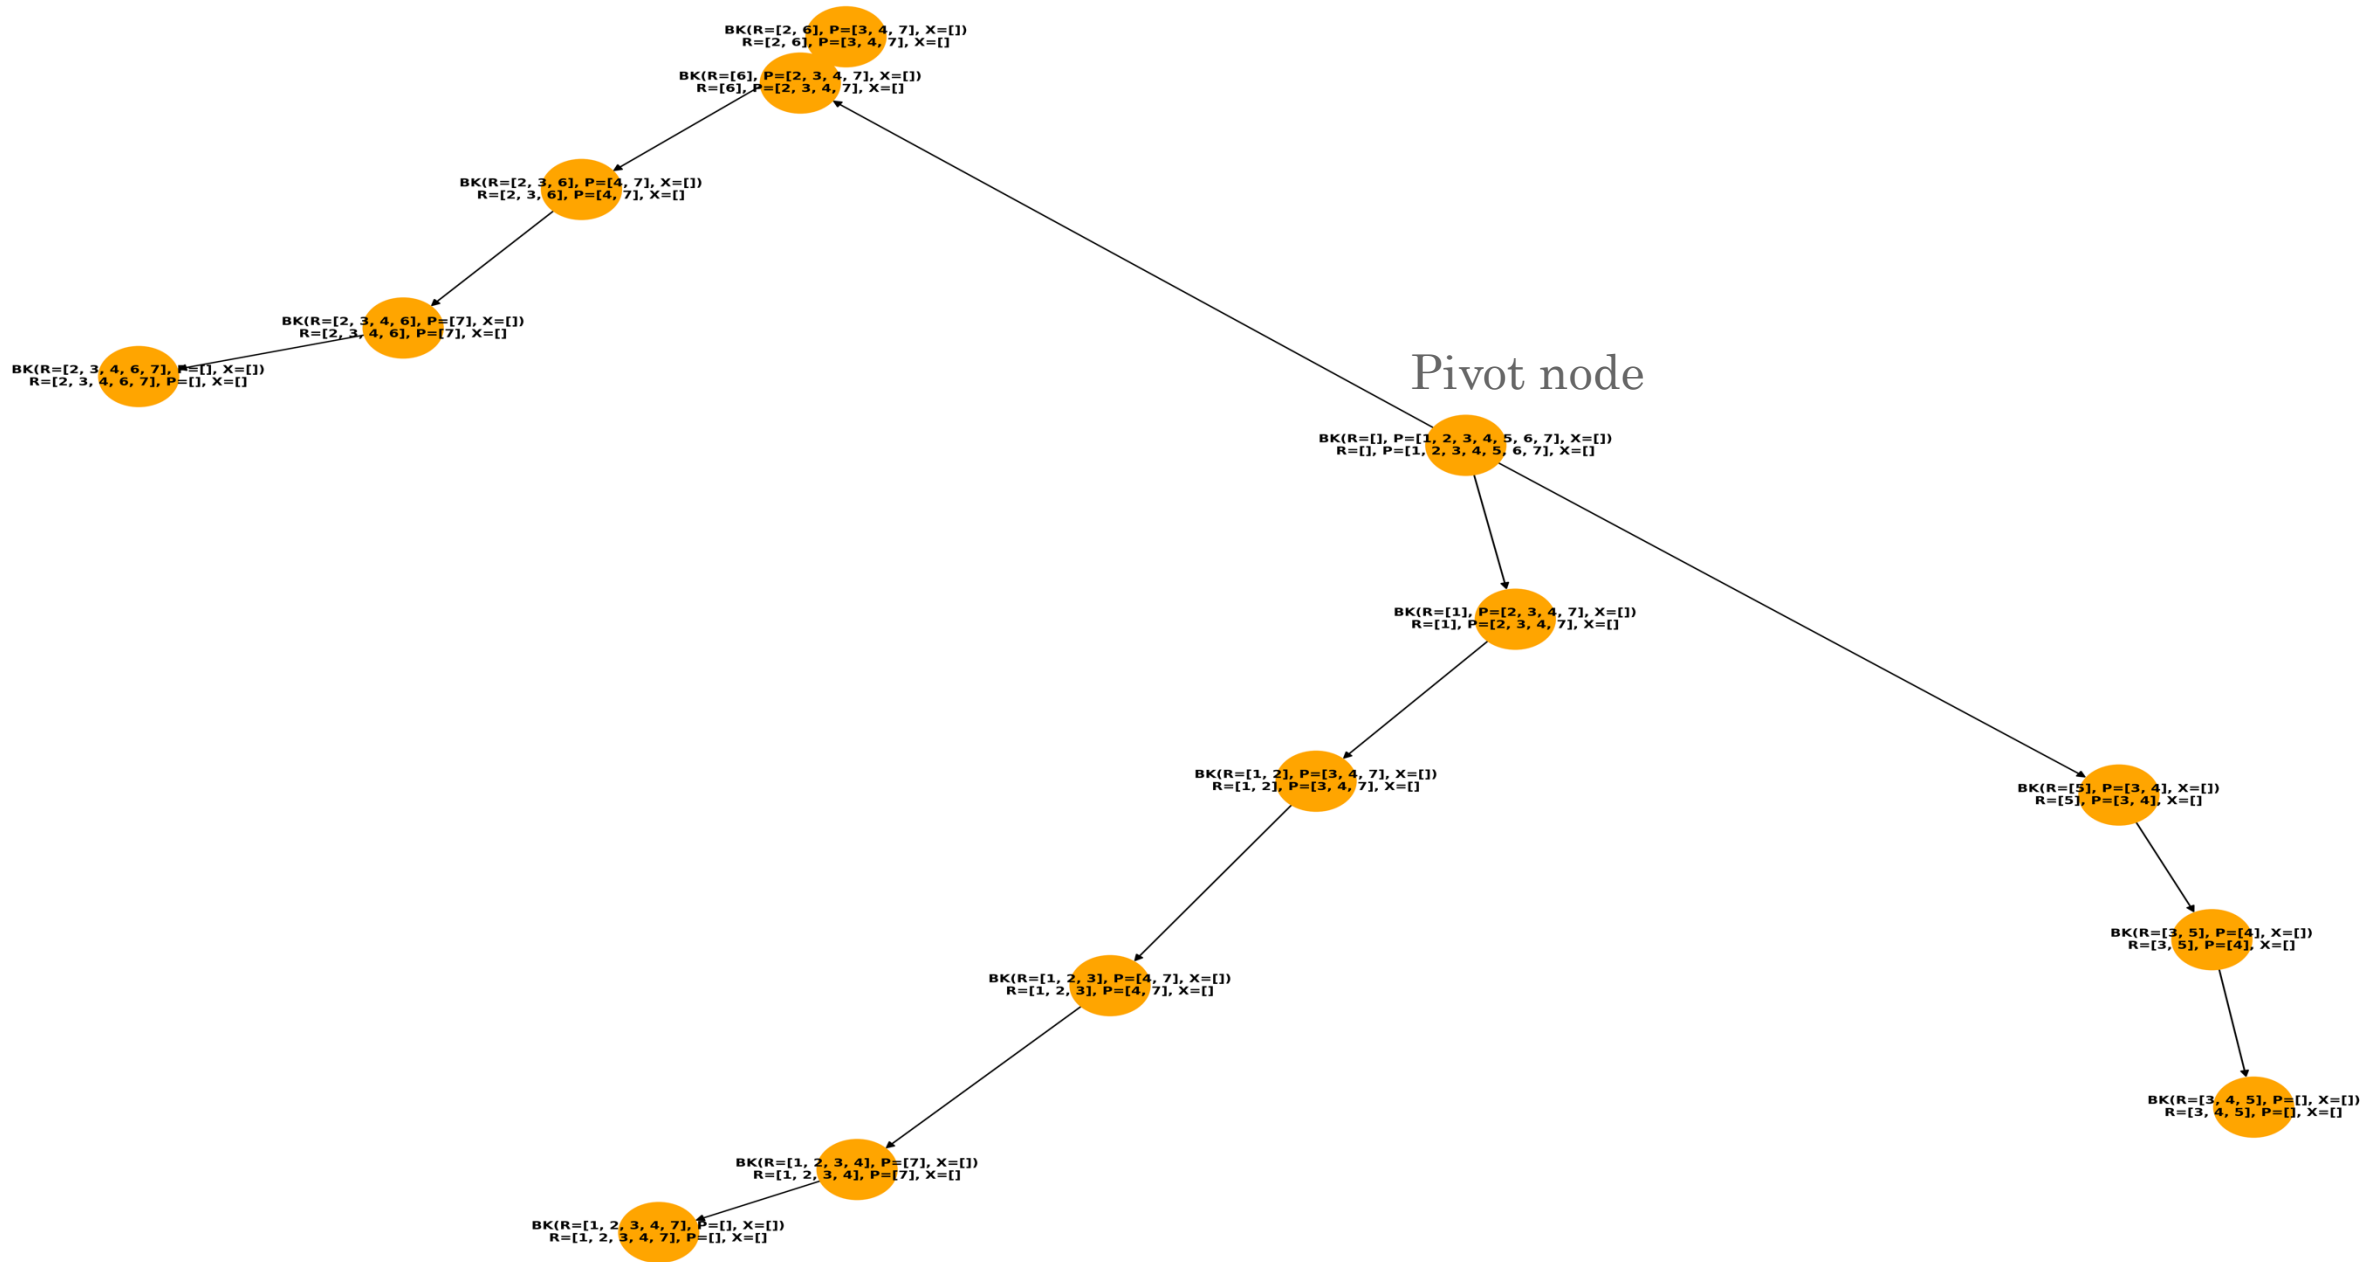 BK(R=[2, 6], P=[3, 4, 7], X=[])
R=[2, 6], P=[3, 4, 7], X=[]
BK(R=[6], P=[2, 3, 4, 7], X=[])
R=[6], P=[2, 3, 4, 7], X=[]
BK(R=[2, 3, 6], P=[4, 7], X=[])
R=[2, 3, 6], P=[4, 7], X=[]
BK(R=[2, 3, 4, 6], P=[7], X=[])
R=[2, 3, 4, 6], P=[7], X=[]
BK(R=[2, 3, 4, 6, 7], P=[], X=[])
R=[2, 3, 4, 6, 7], P=[], X=[]
Pivot node
BK(R=[], P=[1, 2, 3, 4, 5, 6, 7], X=[])
R=[], P=[1, 2, 3, 4, 5, 6, 7], X=[]
BK(R=[1], P=[2, 3, 4, 7], X=[])
R=[1], P=[2, 3, 4, 7], X=[]
BK(R=[1, 2], P=[3, 4, 7], X=[])
R=[1, 2], P=[3, 4, 7], X=[]
BK(R=[5], P=[3, 4], X=[])
R=[5], P=[3, 4], X=[]
BK(R=[3, 5], P=[4], X=[])
R=[3, 5], P=[4], X=[]
BK(R=[1, 2, 3], P=[4, 7], X=[])
R=[1, 2, 3], P=[4, 7], X=[]
BK(R=[3, 4, 5], P=[], X=[])
R=[3, 4, 5], P=[], X=[]
BK(R=[1, 2, 3, 4], P=[7], X=[])
R=[1, 2, 3, 4], P=[7], X=[]
BK(R=[1, 2, 3, 4, 7], P=[], X=[])
R=[1, 2, 3, 4, 7], P=[], X=[]